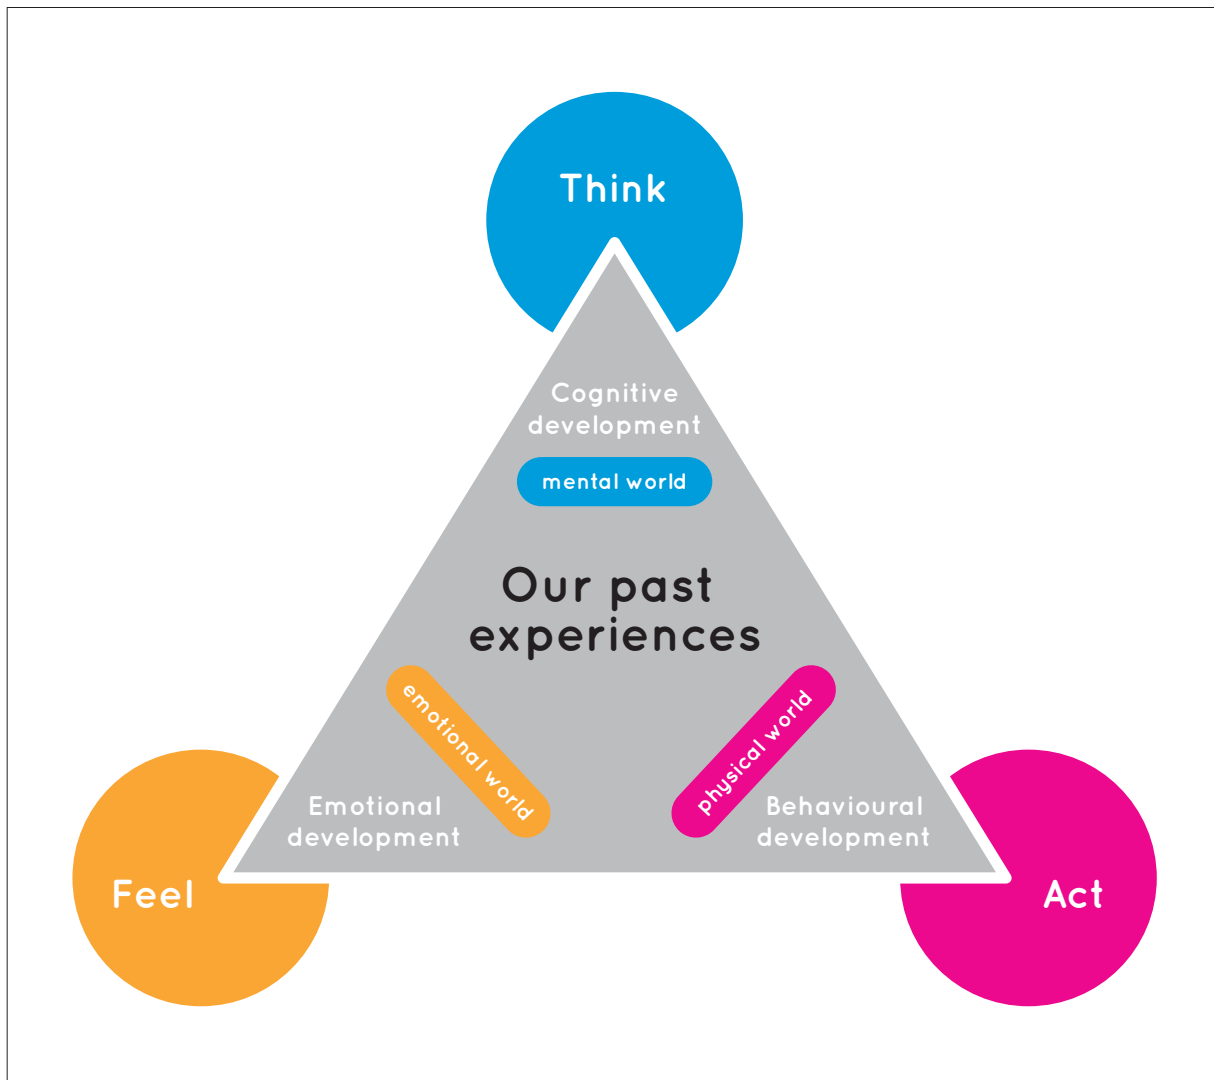 Think
Cognitive
development
mental world
Our past
experiences
emotional world
physical world
Emotional
development
Behavioural
development
Feel
Act